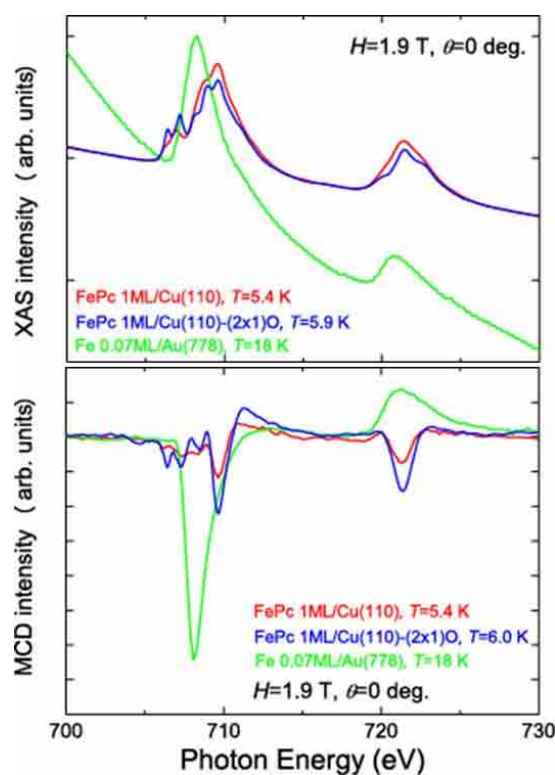 H=1.9 T, θ=0 deg.
XAS intensity ( arb. units)
FePc 1ML/Cu(110), T=5.4 K
FePc 1ML/Cu(110)-(2x1)O, T=5.9 K
Fe 0.07ML/Au(778), T=18 K
MCD intensity (arb. units)
FePc 1ML/Cu(110), T=5.4 K
FePc 1ML/Cu(110)-(2x1)O, T=6.0 K
Fe 0.07ML/Au(778), T=18 K
H=1.9 T, θ=0 deg.
700 710 720 730
Photon Energy (eV)